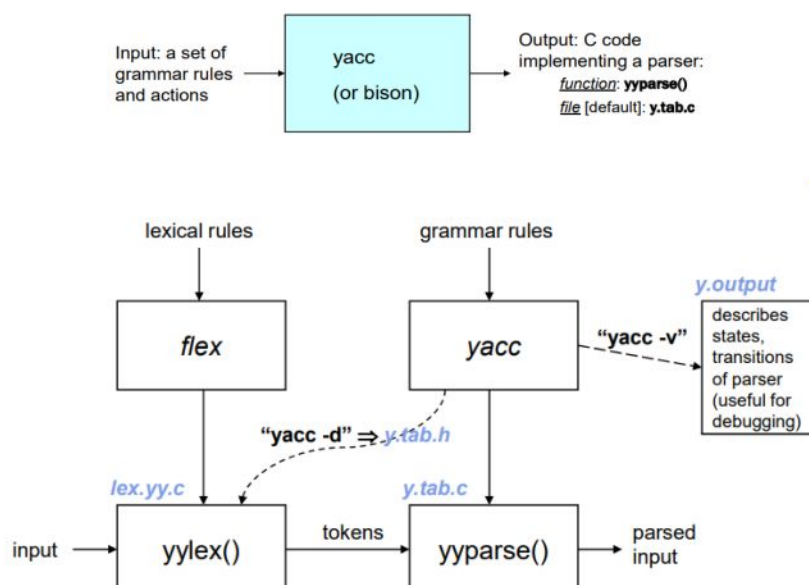 Input: a set of
grammar rules
and actions
yacc
(or bison)
Output: C code
implementing a parser:
function: yyparse()
file [default]: y.tab.c
lexical rules
grammar rules
y.output
flex
yacc
"yacc -v"
describes
states,
transitions
of parser
(useful for
debugging)
"yacc -d" ⇒ y.tab.h
lex.yy.c
y.tab.c
input
yylex()
tokens
yyparse()
parsed
input